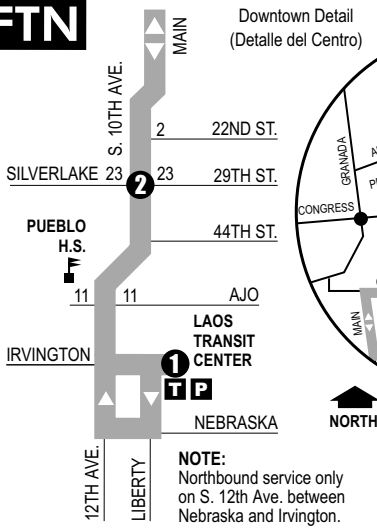 FTN
Downtown Detail
(Detalle del Centro)
MAIN
S. 10TH AVE.
2 22ND ST.
SILVERLAKE 23 2 23 29TH ST.
PUEBLO
H.S.
44TH ST.
11 11 AJO
LAOS
TRANSIT
CENTER
IRVINGTON
1
T P
NEBRASKA
12TH AVE.
LIBERTY
NOTE:
Northbound service only
on S. 12th Ave. between
Nebraska and Irvington.
GRANADA
CONGRESS
MAIN
NORTH